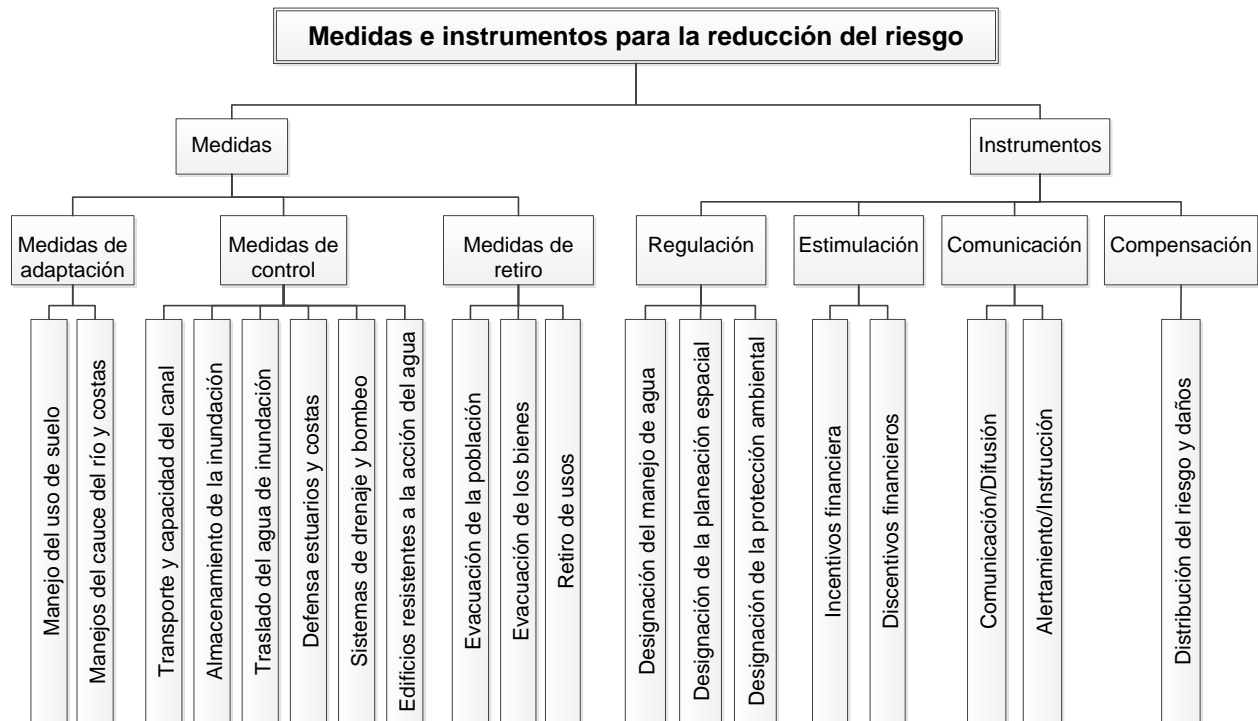 Medidas e instrumentos para la reducción del riesgo
Medidas
Instrumentos
Medidas de
adaptación
Medidas de
control
Medidas de
retiro
Regulación
Estimulación
Comunicación
Compensación
Manejo del uso de suelo
Manejos del cauce del río y costas
Transporte y capacidad del canal
Almacenamiento de la inundación
Traslado del agua de inundación
Defensa estuarios y costas
Sistemas de drenaje y bombeo
Edificios resistentes a la acción del agua
Evacuación de la población
Evacuación de los bienes
Retiro de usos
Designación del manejo de agua
Designación de la planeación espacial
Designación de la protección ambiental
Incentivos financiera
Discentivos financieros
Comunicación/Difusión
Alertamiento/Instrucción
Distribución del riesgo y daños